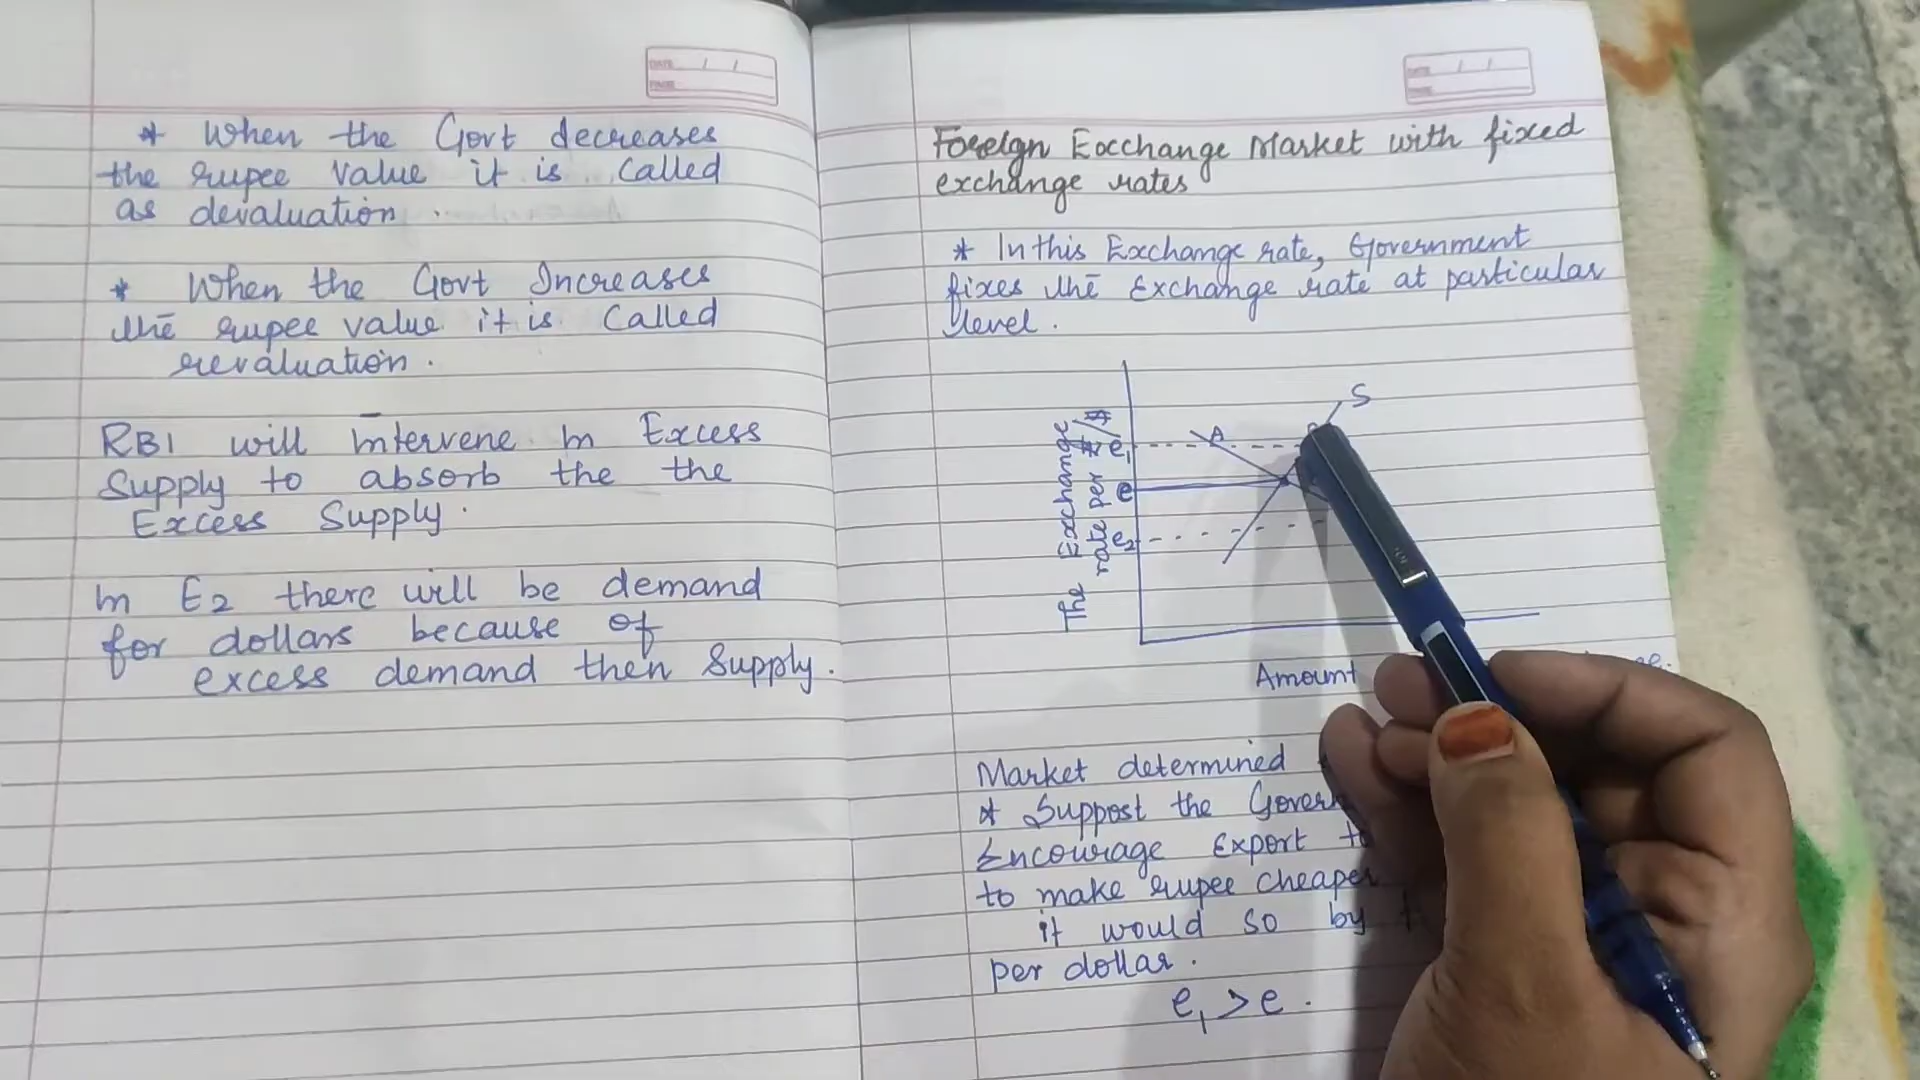 DATE / /
PAGE
* When the Govt decreases
the rupee value it is called
as devaluation.
* When the Govt Increases
the rupee value it is called
revaluation.
RBI will Intervene In Excess
Supply to absorb the the
Excess Supply.
In E2 there will be demand
for dollars because of
excess demand then Supply.
DATE / /
PAGE
Foreign Exchange Market with fixed
exchange rates
* In this Exchange rate, Government
fixes the Exchange rate at particular
level.
S
A
e1
e
e2
The Exchange
rate per
Amount
Market determined
* Suppost the Govern
Encourage Export to
to make rupee cheaper
it would so by
per dollar.
e1 > e.